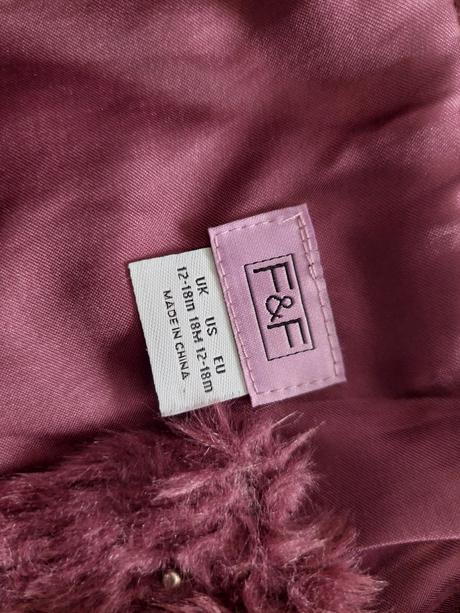 F&F
UK US EU
12-18m 18M 12-18m
MADE IN CHINA